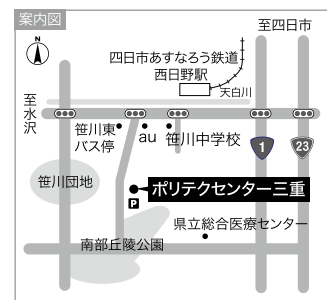 案内図
至四日市
N
四日市あすなろう鉄道
西日野駅
天白川
至水沢
笹川東
バス停
au
笹川中学校
1
23
笹川団地
ポリテクセンター三重
P
県立総合医療センター
南部丘陵公園